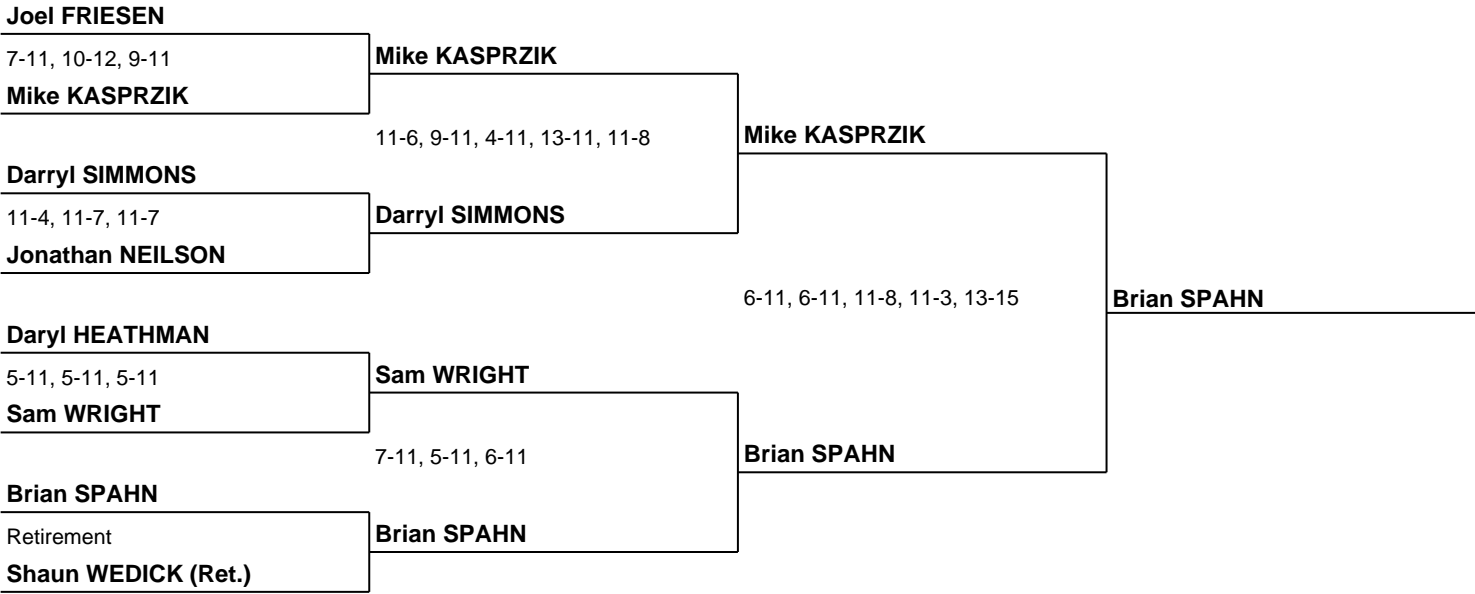 Joel FRIESEN
7-11, 10-12, 9-11
Mike KASPRZIK
Mike KASPRZIK
11-6, 9-11, 4-11, 13-11, 11-8
Mike KASPRZIK
Darryl SIMMONS
11-4, 11-7, 11-7
Jonathan NEILSON
Darryl SIMMONS
6-11, 6-11, 11-8, 11-3, 13-15
Brian SPAHN
Daryl HEATHMAN
5-11, 5-11, 5-11
Sam WRIGHT
Sam WRIGHT
7-11, 5-11, 6-11
Brian SPAHN
Brian SPAHN
Retirement
Shaun WEDICK (Ret.)
Brian SPAHN